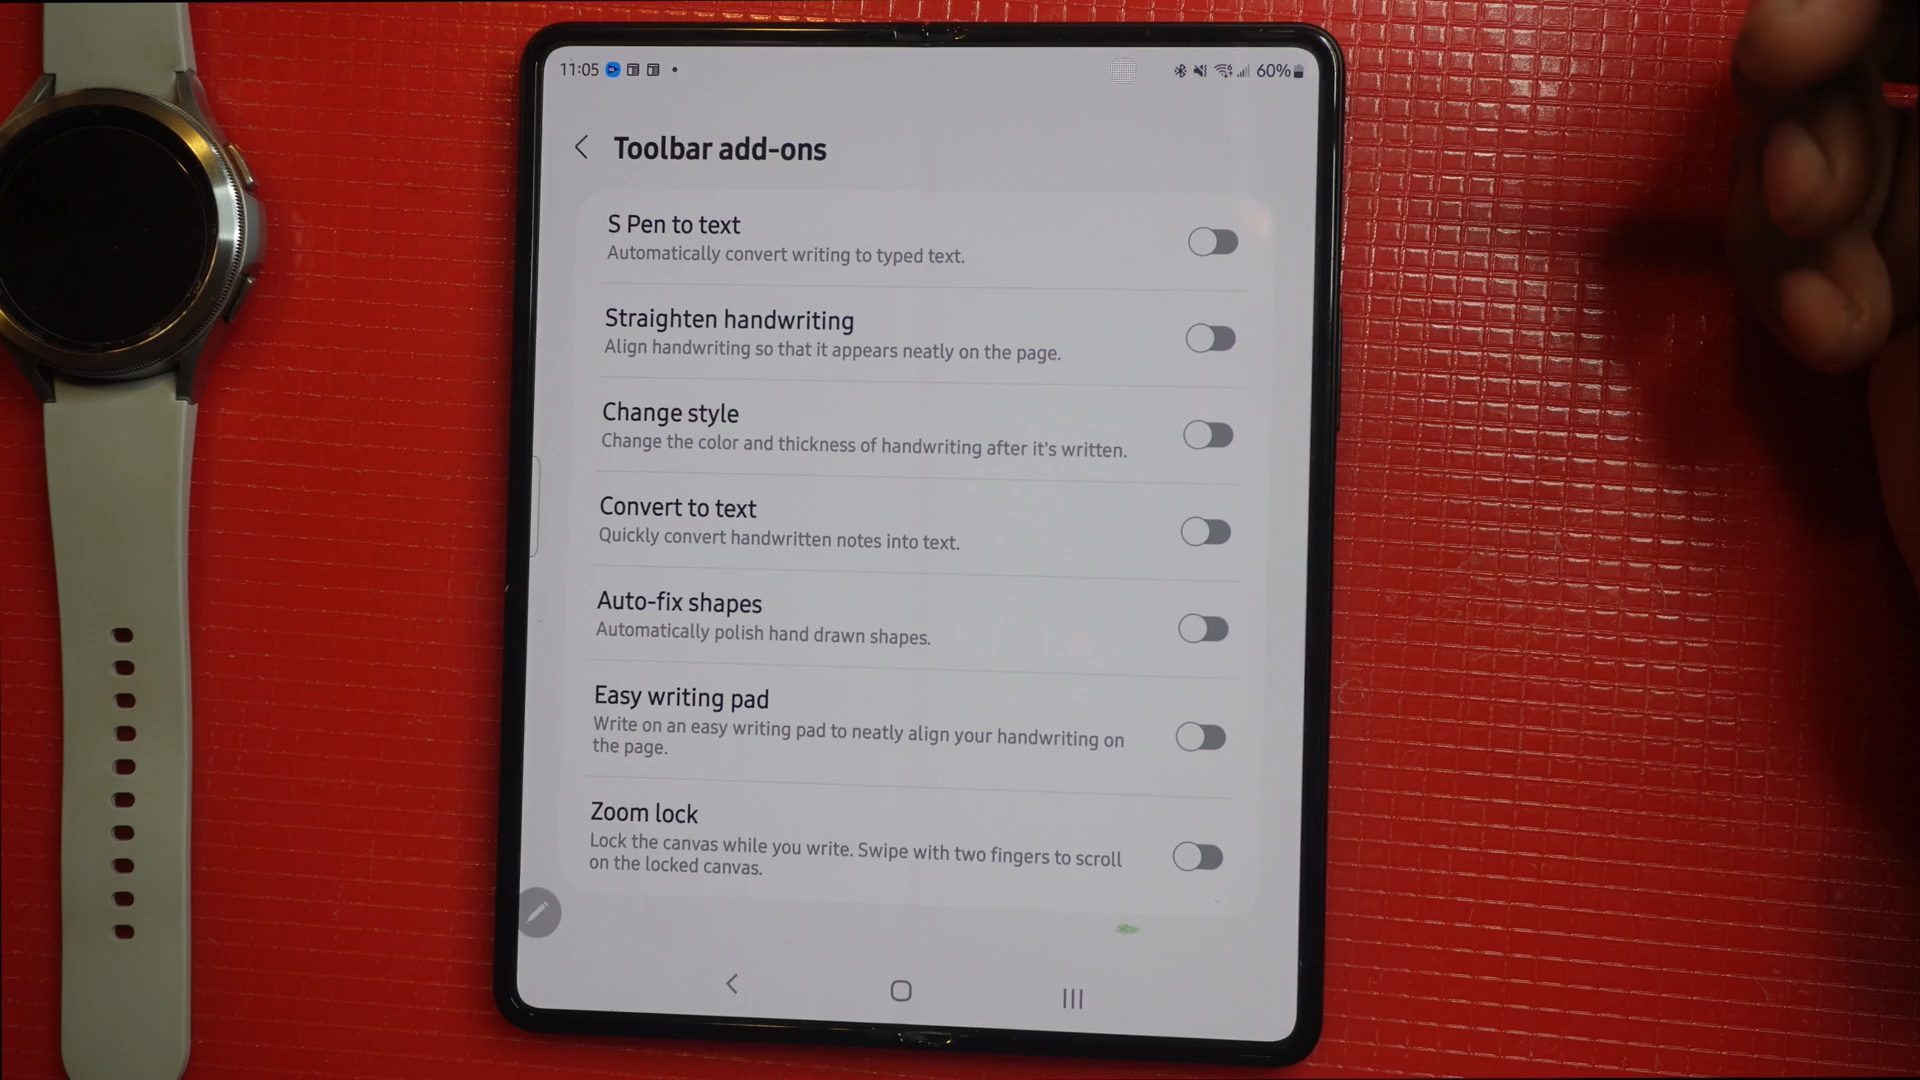 11:05 60%
Toolbar add-ons
S Pen to text
Automatically convert writing to typed text.
Straighten handwriting
Align handwriting so that it appears neatly on the page.
Change style
Change the color and thickness of handwriting after it's written.
Convert to text
Quickly convert handwritten notes into text.
Auto-fix shapes
Automatically polish hand drawn shapes.
Easy writing pad
Write on an easy writing pad to neatly align your handwriting on
the page.
Zoom lock
Lock the canvas while you write. Swipe with two fingers to scroll
on the locked canvas.